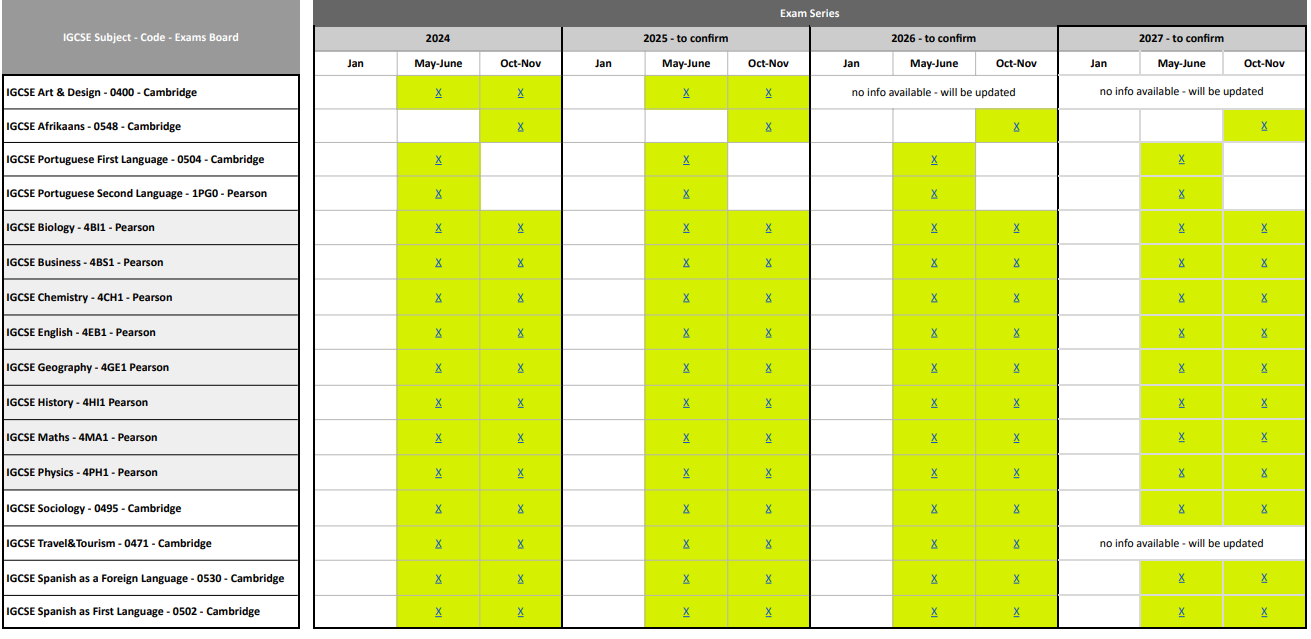 Exam Series
IGCSE Subject - Code - Exams Board
2024 2025 - to confirm 2026 - to confirm 2027 - to confirm
Jan May-June Oct-Nov Jan May-June Oct-Nov Jan May-June Oct-Nov Jan May-June Oct-Nov
IGCSE Art & Design - 0400 - Cambridge X X X X no info available - will be updated no info available - will be updated
IGCSE Afrikaans - 0548 - Cambridge X X X X
IGCSE Portuguese First Language - 0504 - Cambridge X X X X
IGCSE Portuguese Second Language - 1PG0 - Pearson X X X X
IGCSE Biology - 4BI1 - Pearson X X X X X X X X
IGCSE Business - 4BS1 - Pearson X X X X X X X X
IGCSE Chemistry - 4CH1 - Pearson X X X X X X X X
IGCSE English - 4EB1 - Pearson X X X X X X X X
IGCSE Geography - 4GE1 Pearson X X X X X X X X
IGCSE History - 4HI1 Pearson X X X X X X X X
IGCSE Maths - 4MA1 - Pearson X X X X X X X X
IGCSE Physics - 4PH1 - Pearson X X X X X X X X
IGCSE Sociology - 0495 - Cambridge X X X X X X X X
IGCSE Travel&Tourism - 0471 - Cambridge X X X X X X no info available - will be updated
IGCSE Spanish as a Foreign Language - 0530 - Cambridge X X X X X X X X
IGCSE Spanish as First Language - 0502 - Cambridge X X X X X X X X